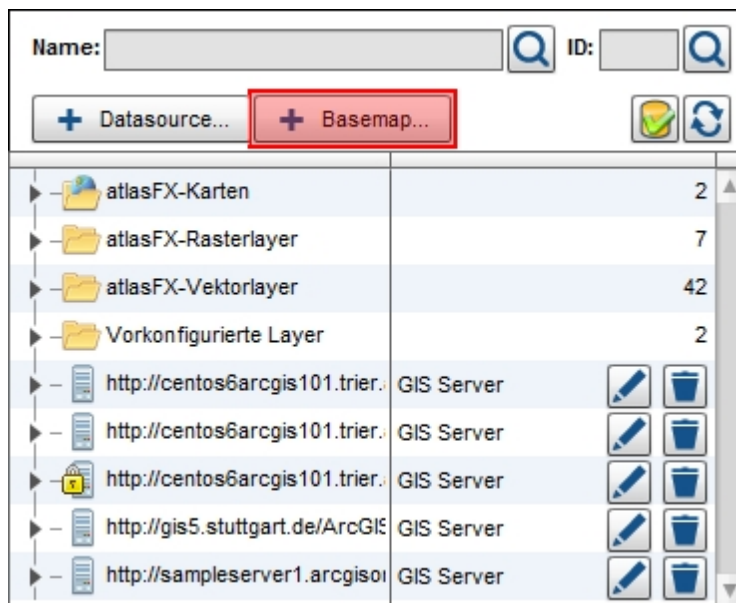 Name: ID:
+ Datasource... + Basemap...
atlasFX-Karten 2
atlasFX-Rasterlayer 7
atlasFX-Vektorlayer 42
Vorkonfigurierte Layer 2
http://centos6arcgis101.trier. GIS Server
http://centos6arcgis101.trier. GIS Server
http://centos6arcgis101.trier. GIS Server
http://gis5.stuttgart.de/ArcGIS GIS Server
http://sampleserver1.arcgiso GIS Server